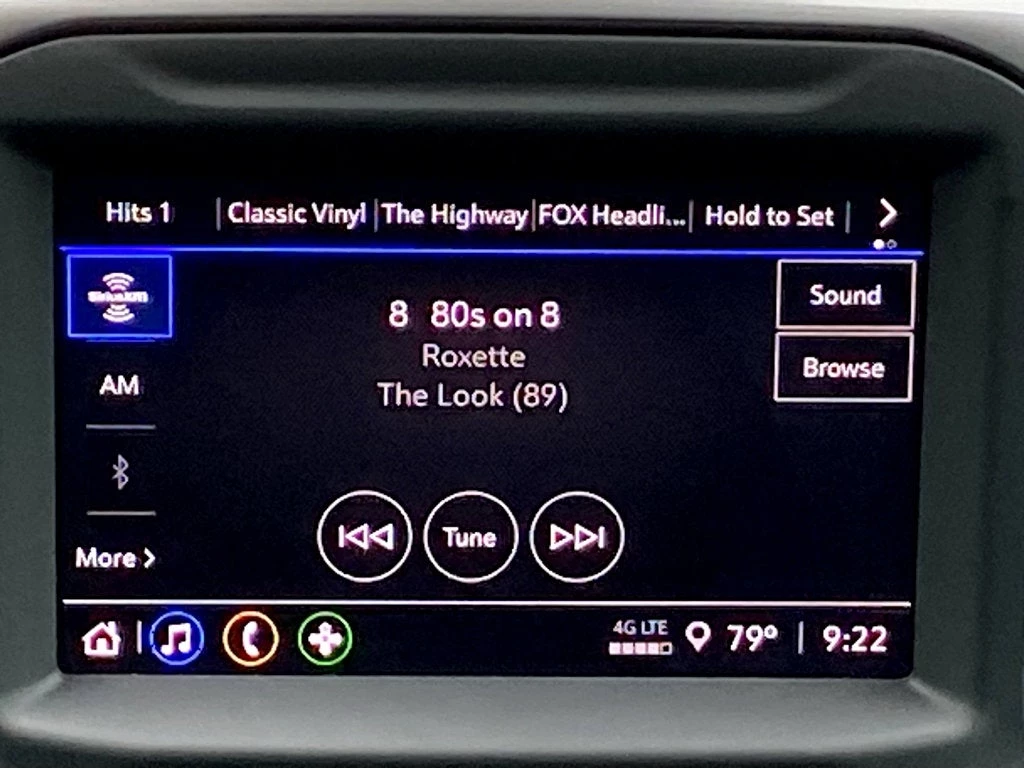 Hits 1 Classic Vinyl The Highway FOX Headli... Hold to Set
siriusxm
Sound
8 80s on 8
Roxette
Browse
AM
The Look (89)
Tune
More >
4G LTE
79° 9:22